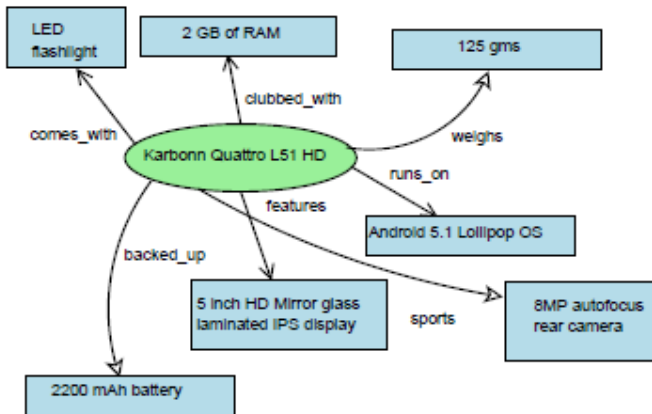 LED
flashlight
2 GB of RAM
125 gms
clubbed_with
comes_with
weighs
Karbonn Quattro L51 HD
runs_on
features
Android 5.1 Lollipop OS
backed_up
5 inch HD Mirror glass
laminated IPS display
sports
8MP autofocus
rear camera
2200 mAh battery